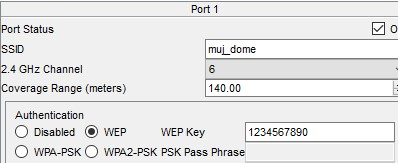 Port 1
Port Status O
SSID muj_dome
2.4 GHz Channel 6
Coverage Range (meters) 140.00
Authentication
Disabled WEP WEP Key 1234567890
WPA-PSK WPA2-PSK PSK Pass Phrase